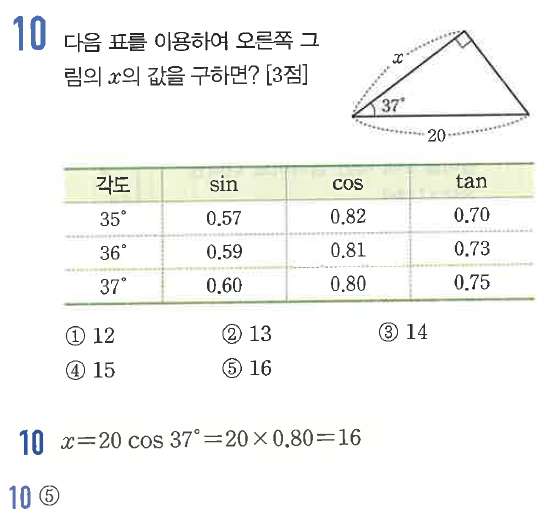 10 다음 표를 이용하여 오른쪽 그
림의 x의 값을 구하면? [3점]
x
37°
20
각도 sin cos tan
35° 0.57 0.82 0.70
36° 0.59 0.81 0.73
37° 0.60 0.80 0.75
① 12 ② 13 ③ 14
④ 15 ⑤ 16
10 x=20 cos 37°=20×0.80=16
10 ⑤